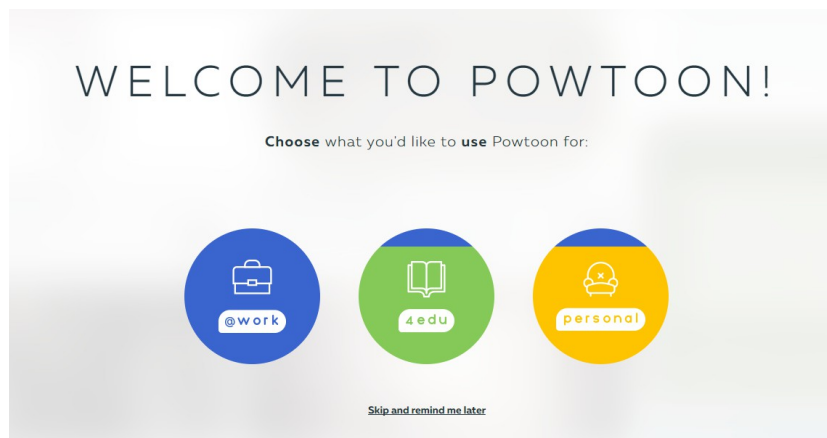 WELCOME TO POWTOON!
Choose what you'd like to use Powtoon for:
@work
4edu
personal
Skip and remind me later